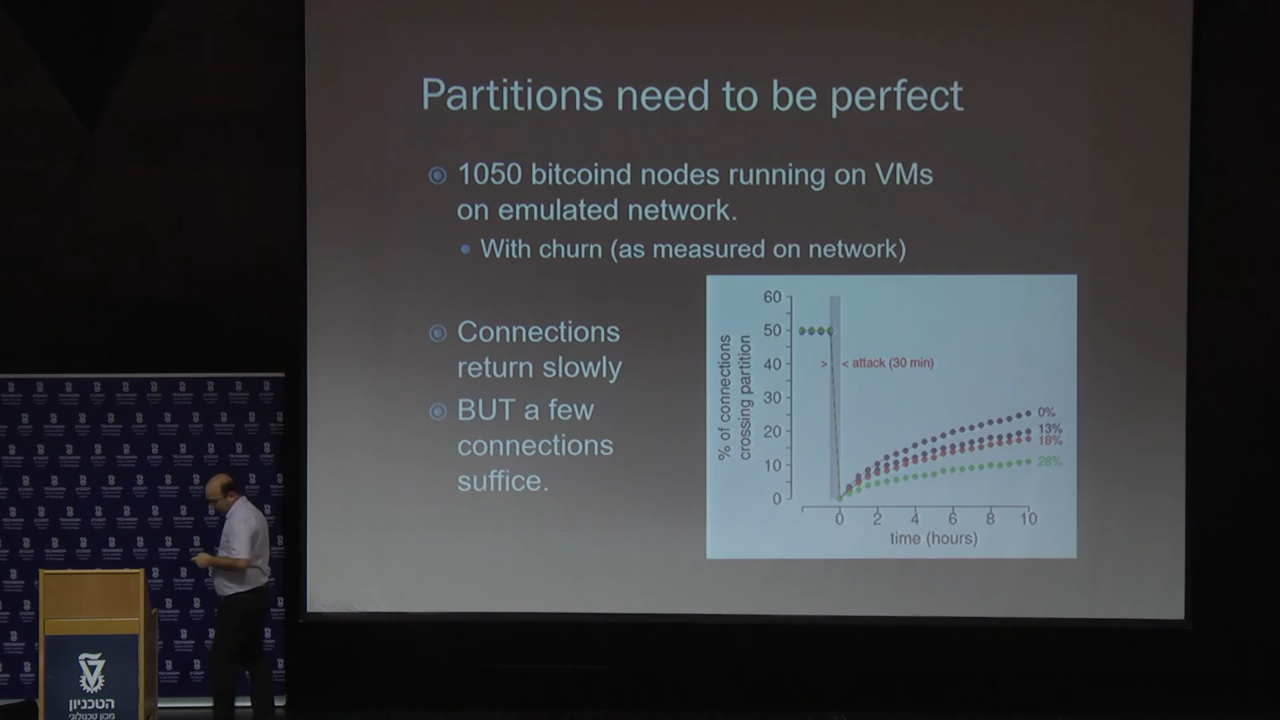 Partitions need to be perfect
1050 bitcoind nodes running on VMs
on emulated network.
With churn (as measured on network)
Connections
return slowly
BUT a few
connections
suffice.
% of connections
crossing partition
60
50
40
30
20
10
0
> < attack (30 min)
0%
13%
18%
28%
0 2 4 6 8 10
time (hours)
הטכניון
מכון טכנולוגי